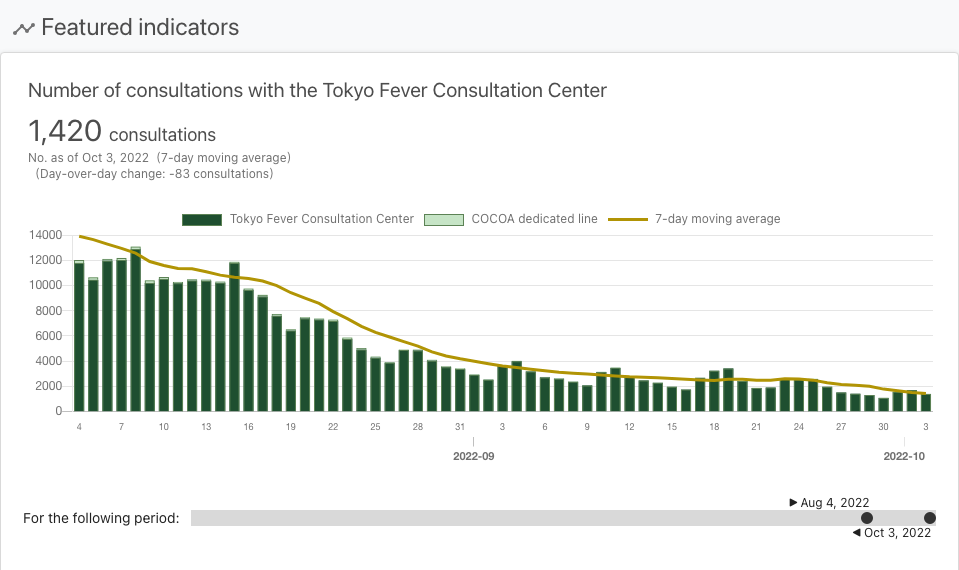 Featured indicators
Number of consultations with the Tokyo Fever Consultation Center
1,420 consultations
No. as of Oct 3, 2022 (7-day moving average)
(Day-over-day change: -83 consultations)
Tokyo Fever Consultation Center COCOA dedicated line 7-day moving average
14000
12000
10000
8000
6000
4000
2000
0
4 7 10 13 16 19 22 25 28 31 3 6 9 12 15 18 21 24 27 30 3
2022-09 2022-10
▶ Aug 4, 2022
For the following period:
◀ Oct 3, 2022